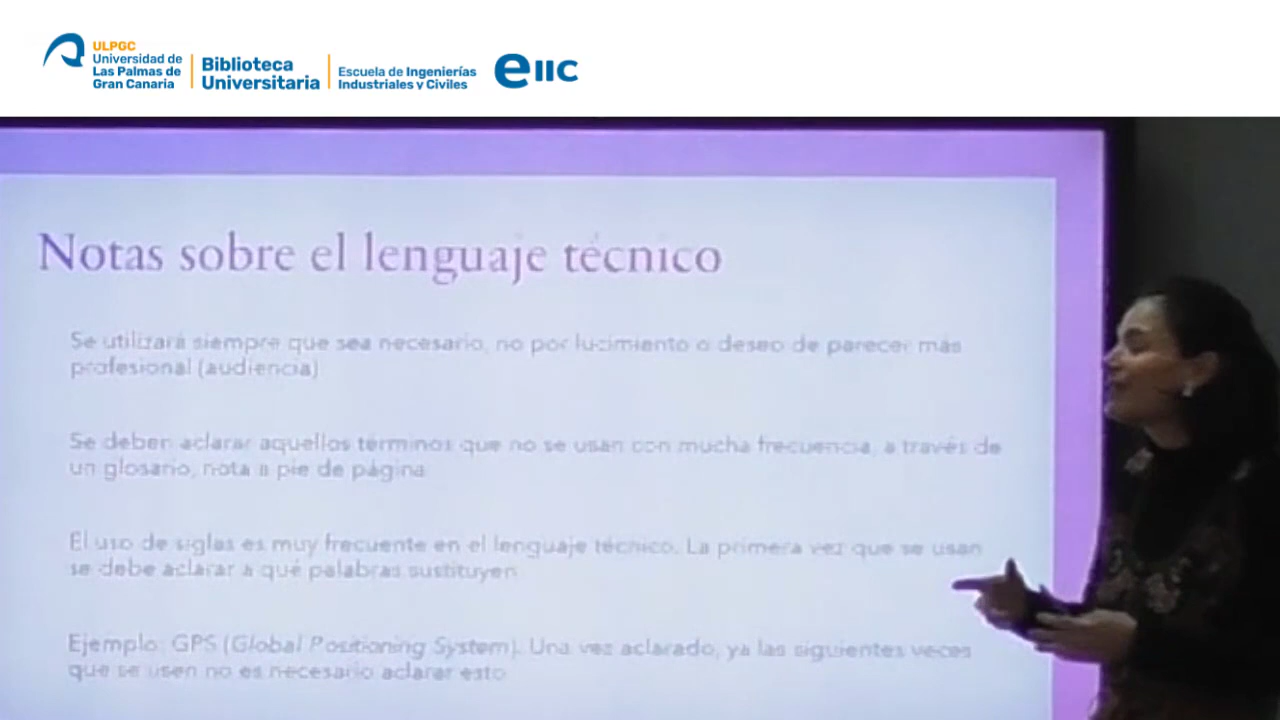 ULPGC
Universidad de
Las Palmas de
Gran Canaria
Biblioteca
Universitaria
Escuela de Ingenierías
Industriales y Civiles
eiic
Notas sobre el lenguaje técnico
Se utilizará siempre que sea necesario, no por lucimiento o deseo de parecer más
profesional (audiencia)
Se deben aclarar aquellos términos que no se usan con mucha frecuencia, a través de
un glosario, nota a pie de página
El uso de siglas es muy frecuente en el lenguaje técnico. La primera vez que se usan
se debe aclarar a qué palabras sustituyen
Ejemplo: GPS (Global Positioning System). Una vez aclarado, ya las siguientes veces
que se usen no es necesario aclarar esto